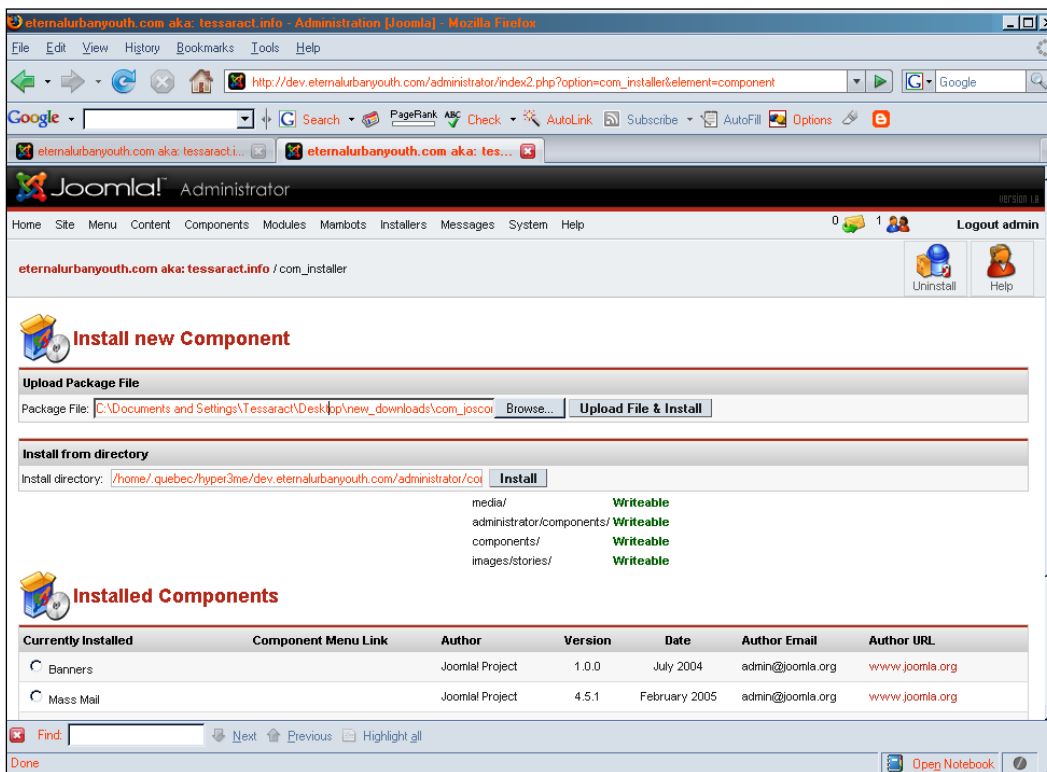 eternalurbanyouth.com aka: tessaract.info - Administration [Joomla] - Mozilla Firefox
File Edit View History Bookmarks Tools Help
http://dev.eternalurbanyouth.com/administrator/index2.php?option=com_installer&element=component G Google
Google G Search PageRank ABC Check AutoLink Subscribe AutoFill Options
eternalurbanyouth.com aka: tessaract.i... eternalurbanyouth.com aka: tes...
Joomla! Administrator
Home Site Menu Content Components Modules Mambots Installers Messages System Help 0 1 Logout admin
eternalurbanyouth.com aka: tessaract.info / com_installer
Uninstall Help
Install new Component
Upload Package File
Package File: C:\Documents and Settings\Tessaract\Desktop\new_downloads\com_joscom Browse... Upload File & Install
Install from directory
Install directory: /home/.quebec/hyper3me/dev.eternalurbanyouth.com/administrator/com Install
media/ Writeable
administrator/components/ Writeable
components/ Writeable
images/stories/ Writeable
Installed Components
Currently Installed Component Menu Link Author Version Date Author Email Author URL
Banners Joomla! Project 1.0.0 July 2004 admin@joomla.org www.joomla.org
Mass Mail Joomla! Project 4.5.1 February 2005 admin@joomla.org www.joomla.org
Find: Next Previous Highlight all
Done Open Notebook